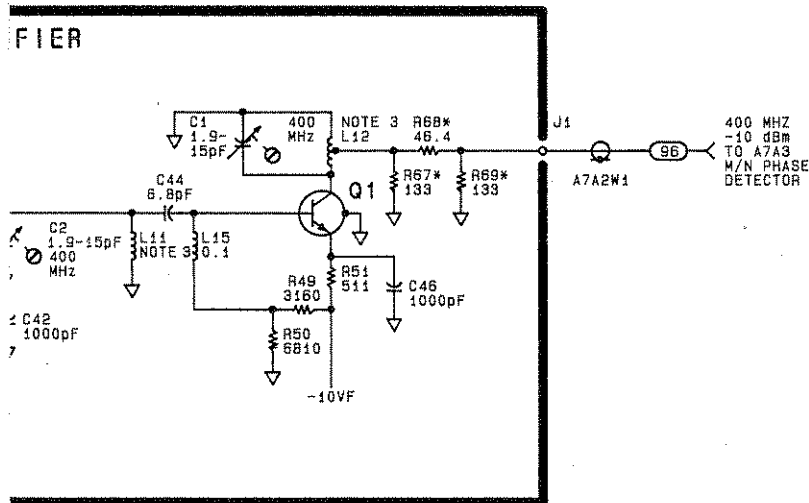 FIER
C1
1.9-
15pF
400
MHz
NOTE 3
L12
R68*
46.4
J1
400 MHZ
-10 dBm
TO A7A3
M/N PHASE
DETECTOR
96
A7A2W1
R67*
133
R69*
133
C44
6.8pF
Q1
C2
1.9-15pF
400
MHz
L11
NOTE 3
L15
0.1
R49
3160
R51
511
C46
1000pF
C42
1000pF
R50
6810
-10VF